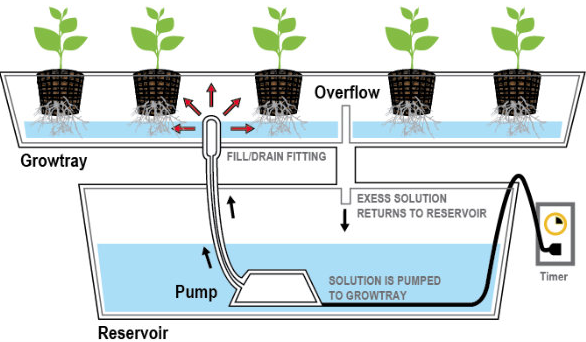 Overflow
Growtray
FILL/DRAIN FITTING
EXESS SOLUTION
RETURNS TO RESERVOIR
Timer
Pump
SOLUTION IS PUMPED
TO GROWTRAY
Reservoir